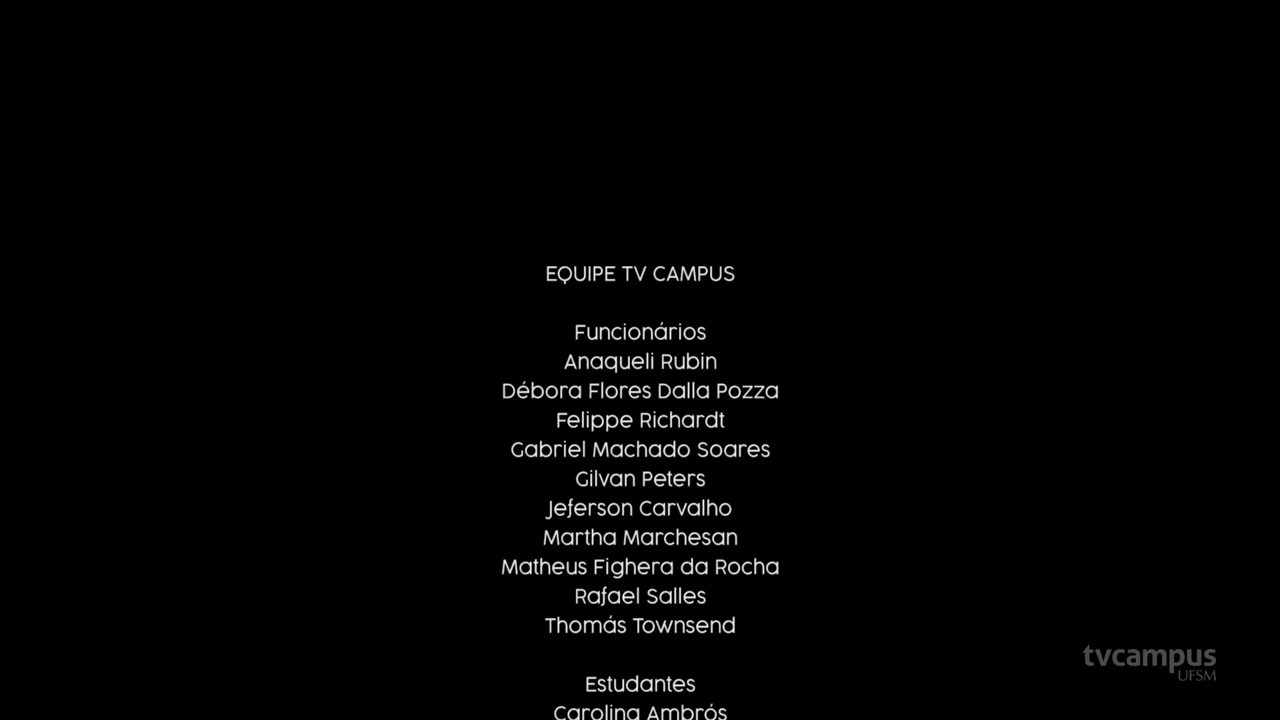 EQUIPE TV CAMPUS
Funcionários
Anaqueli Rubin
Débora Flores Dalla Pozza
Felippe Richardt
Gabriel Machado Soares
Gilvan Peters
Jeferson Carvalho
Martha Marchesan
Matheus Fighera da Rocha
Rafael Salles
Thomás Townsend
Estudantes
Carolina Ambrós
tvcampus
UFSM